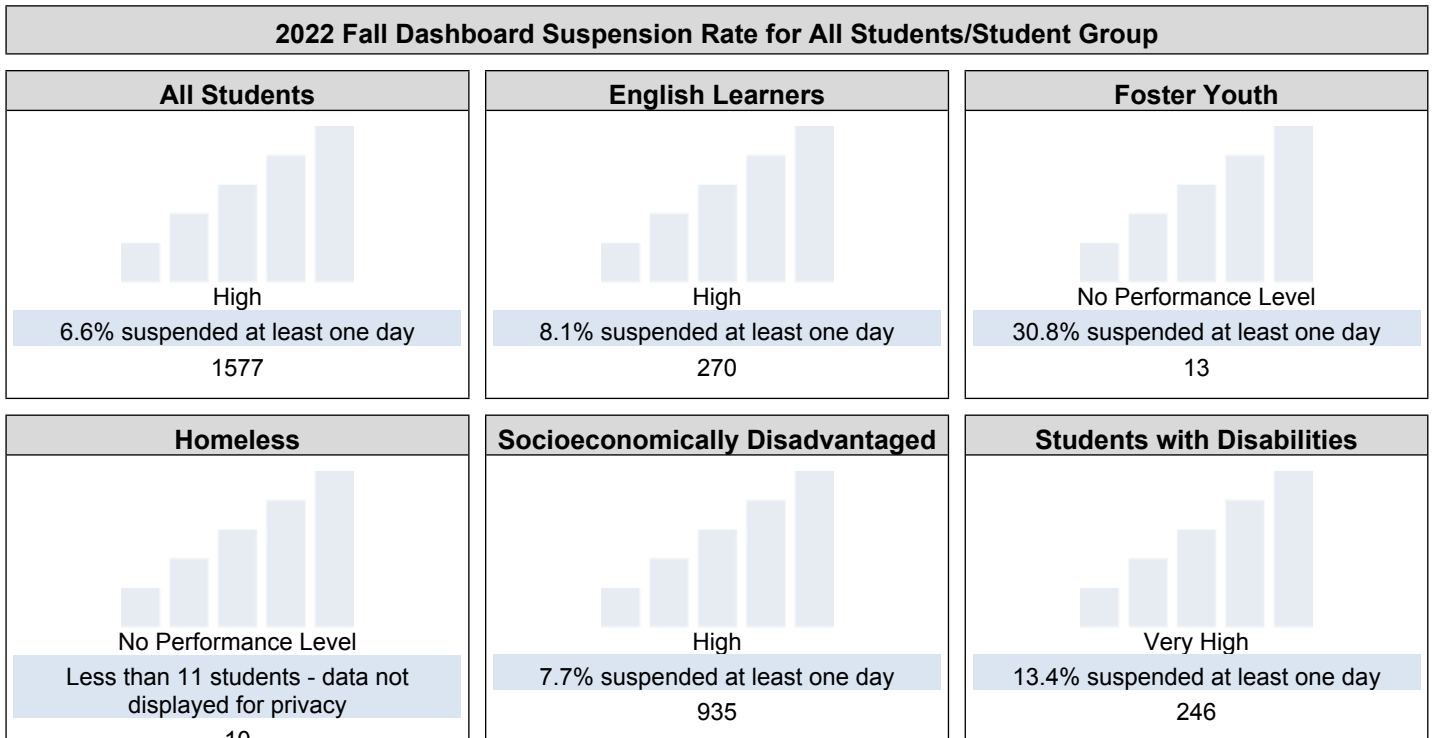 2022 Fall Dashboard Suspension Rate for All Students/Student Group
All Students
High
6.6% suspended at least one day
1577
English Learners
High
8.1% suspended at least one day
270
Foster Youth
No Performance Level
30.8% suspended at least one day
13
Homeless
No Performance Level
Less than 11 students - data not
displayed for privacy
10
Socioeconomically Disadvantaged
High
7.7% suspended at least one day
935
Students with Disabilities
Very High
13.4% suspended at least one day
246